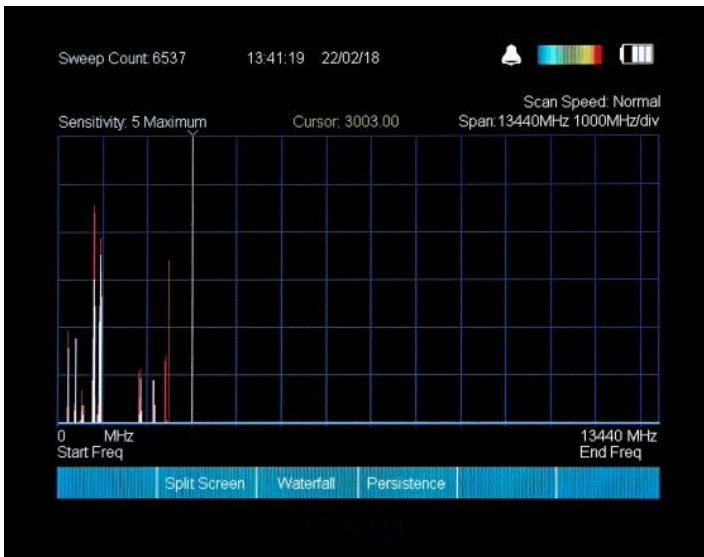 Sweep Count: 6537 13:41:19 22/02/18
Scan Speed: Normal
Sensitivity: 5 Maximum Cursor: 3003.00 Span: 13440MHz 1000MHz/div
0 MHz 13440 MHz
Start Freq End Freq
Split Screen Waterfall Persistence